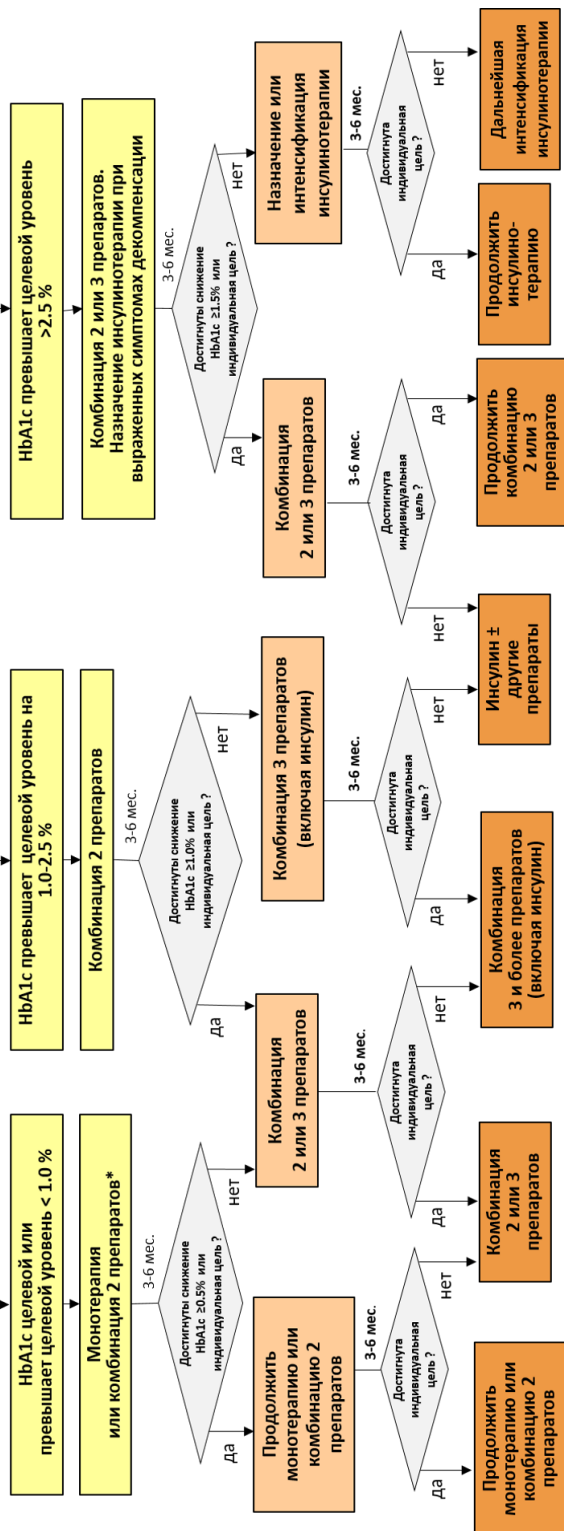 HbA1c целевой или
превышает целевой уровень < 1.0 %
HbA1c превышает целевой уровень на
1.0-2.5 %
HbA1c превышает целевой уровень
>2.5 %
Монотерапия
или комбинация 2 препаратов*
Комбинация 2 препаратов
Комбинация 2 или 3 препаратов.
Назначение инсулинотерапии при
выраженных симптомах декомпенсации
3-6 мес.
3-6 мес.
3-6 мес.
Достигнуты снижение
HbA1c ≥0.5% или
индивидуальная цель ?
Достигнуты снижение
HbA1c ≥1.0% или
индивидуальная цель ?
Достигнуты снижение
HbA1c ≥1.5% или
индивидуальная цель ?
да
нет
да
нет
да
нет
Продолжить
монотерапию или
комбинацию 2
препаратов
Комбинация
2 или 3 препаратов
Комбинация 3 препаратов
(включая инсулин)
Комбинация
2 или 3 препаратов
Назначение или
интенсификация
инсулинотерапии
3-6 мес.
3-6 мес.
3-6 мес.
3-6 мес.
3-6 мес.
Достигнута
индивидуальная
цель ?
Достигнута
индивидуальная
цель ?
Достигнута
индивидуальная
цель ?
Достигнута
индивидуальная
цель ?
Достигнута
индивидуальная
цель ?
да
нет
да
нет
да
нет
нет
да
да
нет
Продолжить
монотерапию или
комбинацию 2
препаратов
Комбинация
2 или 3
препаратов
Комбинация
3 и более препаратов
(включая инсулин)
Инсулин ±
другие
препараты
Продолжить
комбинацию
2 или 3
препаратов
Продолжить
инсулино-
терапию
Дальнейшая
интенсификация
инсулинотерапии